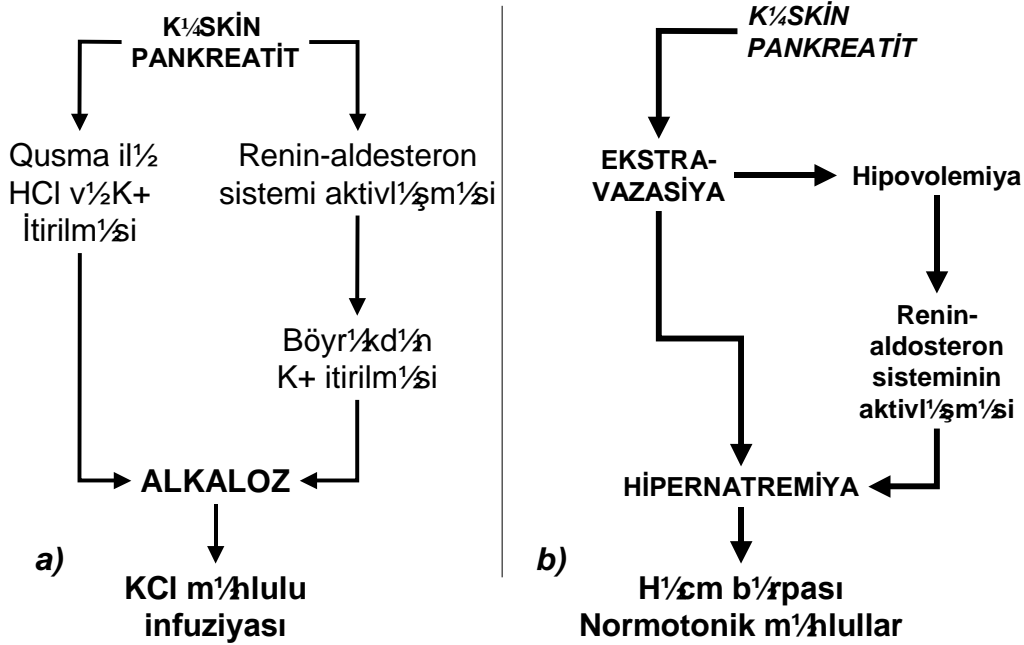 K¼SKİN
PANKREATİT
Qusma il½
HCl v½K+
İtirilm½si
Renin-aldesteron
sistemi aktivl½şm½si
Böyr½kd½n
K+ itirilm½si
ALKALOZ
a)
KCl m½hlulu
infuziyası
K¼SKİN
PANKREATİT
EKSTRA-
VAZASİYA
Hipovolemiya
Renin-
aldosteron
sisteminin
aktivl½şm½si
HİPERNATREMİYA
b)
H½cm b½rpası
Normotonik m½hlullar